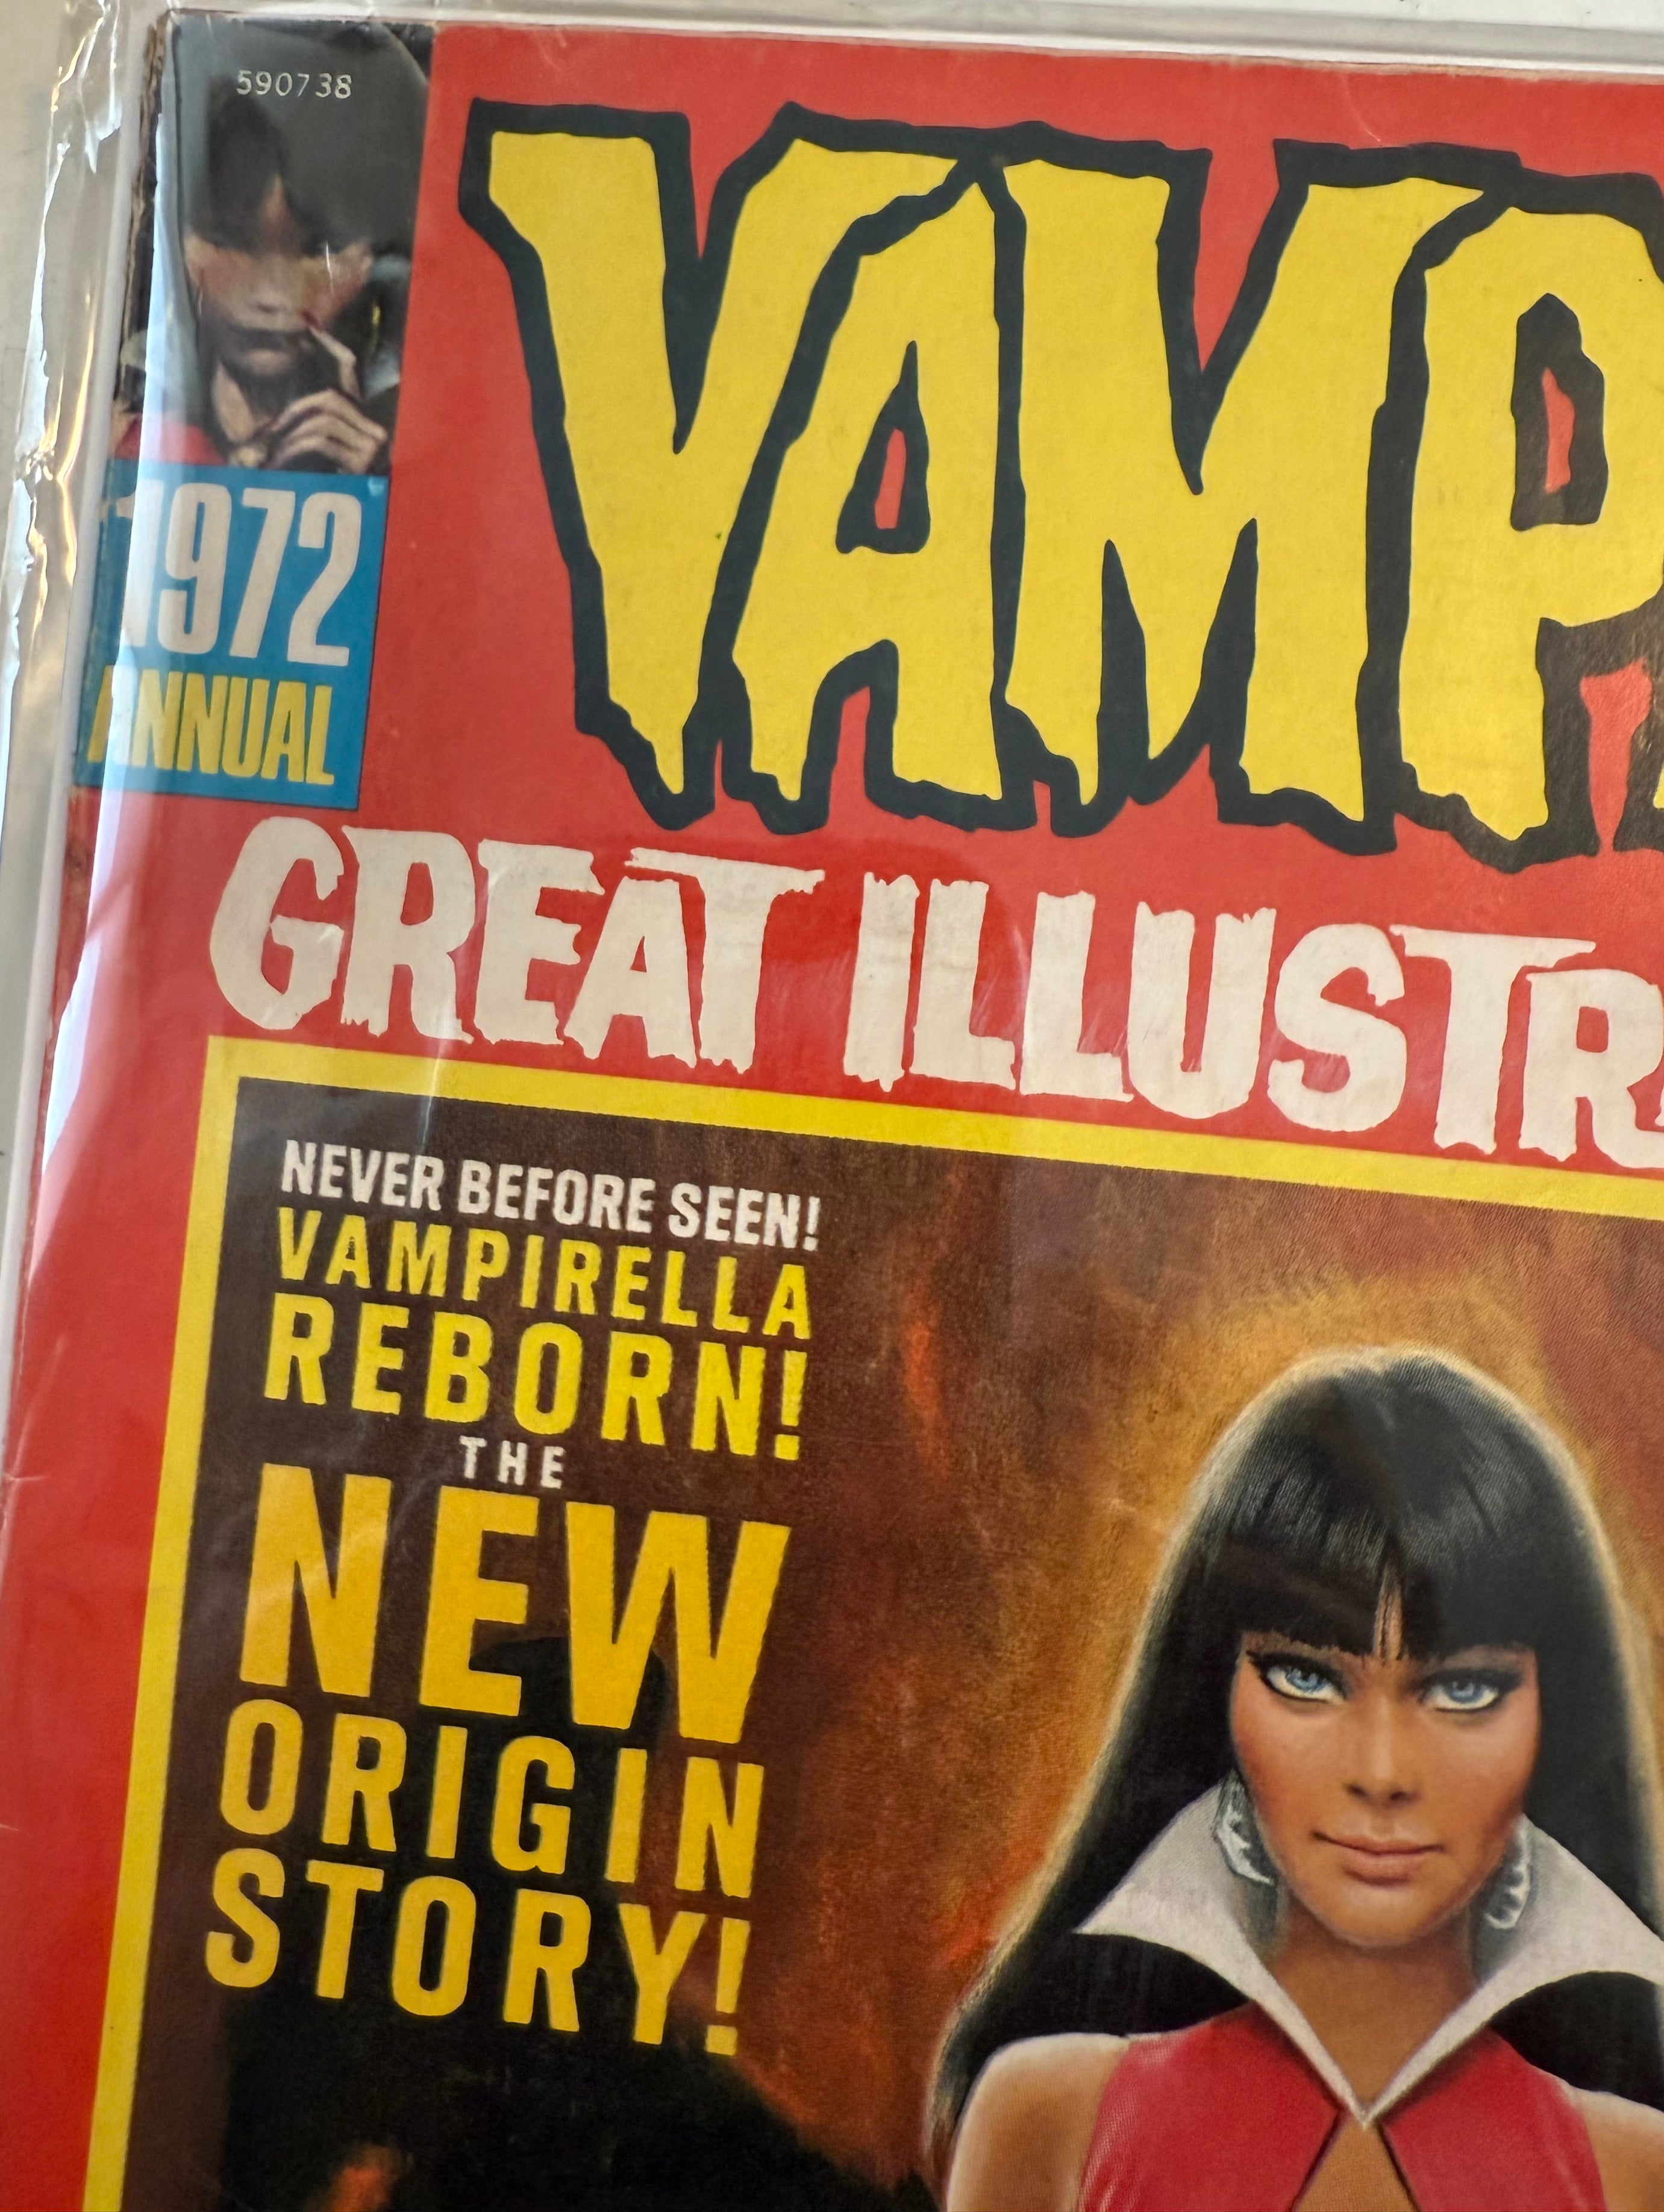 590738
VAMP
1972
ANNUAL
GREAT ILLUSTR
NEVER BEFORE SEEN!
VAMPIRELLA
REBORN!
THE
NEW
ORIGIN
STORY!